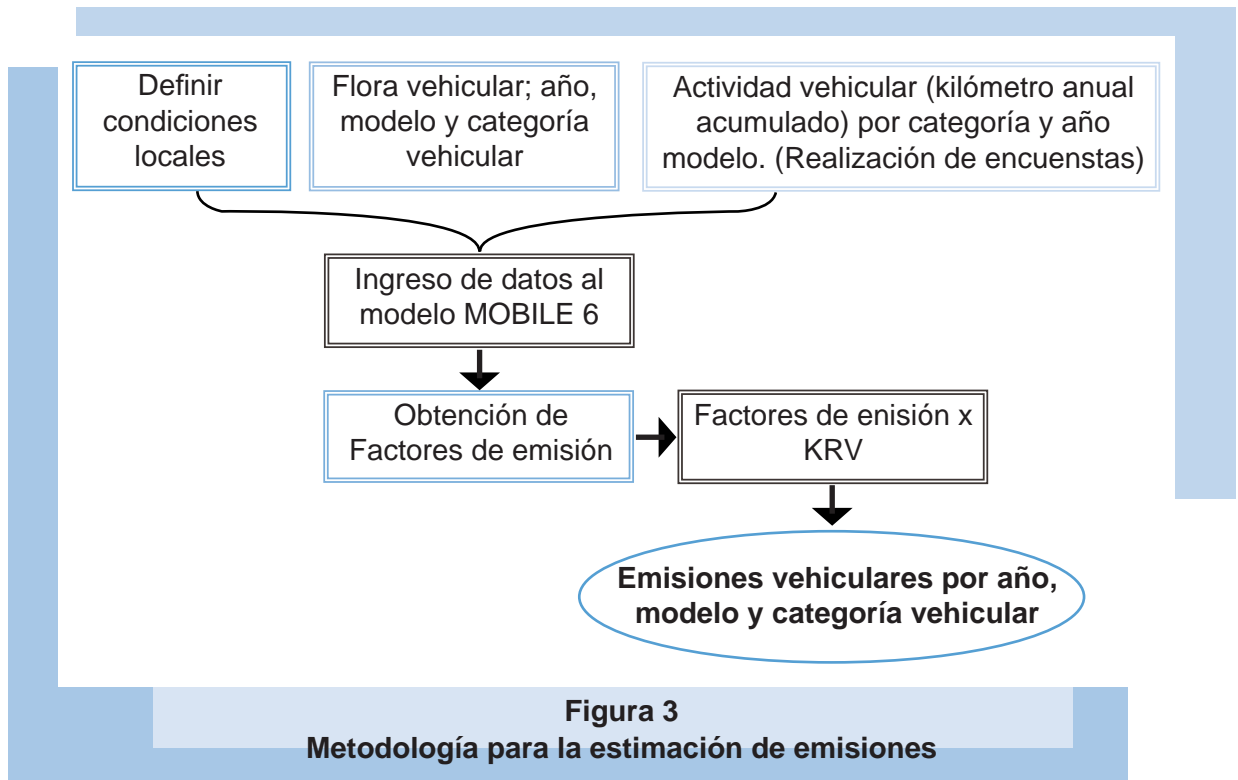 Definir
condiciones
locales
Flora vehicular; año,
modelo y categoría
vehicular
Actividad vehicular (kilómetro anual
acumulado) por categoría y año
modelo. (Realización de encuenstas)
Ingreso de datos al
modelo MOBILE 6
Obtención de
Factores de emisión
Factores de enisión x
KRV
Emisiones vehiculares por año,
modelo y categoría vehicular
Figura 3
Metodología para la estimación de emisiones